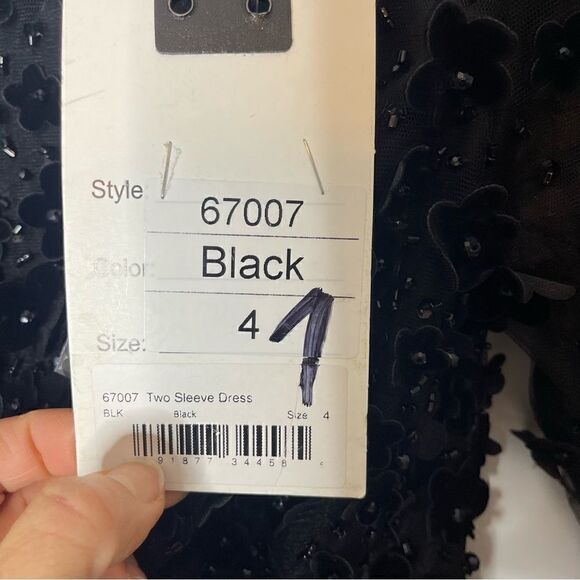 Style: 67007
Color: Black
Size: 4
67007 Two Sleeve Dress
BLK Black Size 4
91877 34458